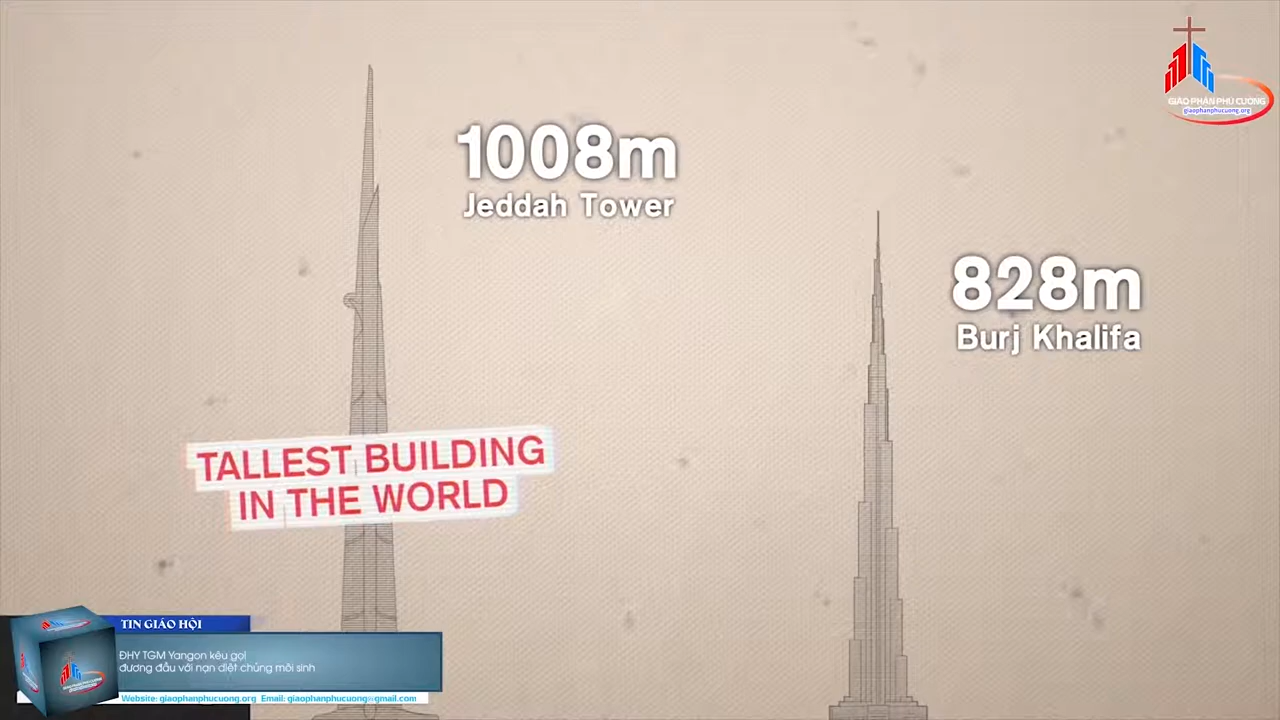 GIÁO PHẬN PHÚ CƯỜNG
giaophanphucuong.org
1008m
Jeddah Tower
828m
Burj Khalifa
TALLEST BUILDING
IN THE WORLD
TIN GIÁO HỘI
ĐHY TGM Yangon kêu gọi
đương đầu với nạn diệt chủng môi sinh
Website: giaophanphucuong.org Email: giaophanphucuong@gmail.com